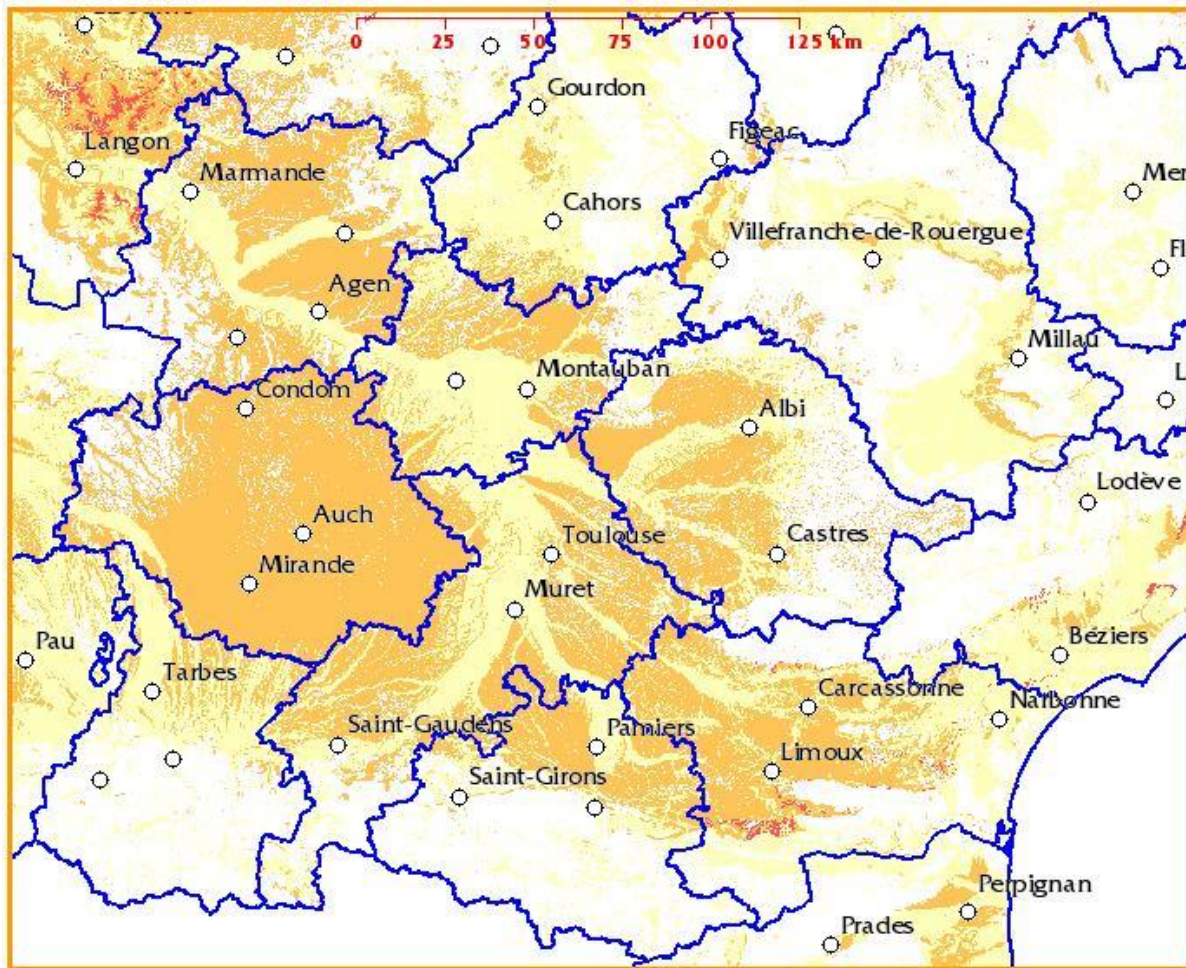 0 25 50 75 100 125 km
Gourdon
Figeac
Langon
Marmande
Cahors
Villefranche-de-Rouergue
Agen
Millau
Montauban
Condom
Albi
Lodève
Auch
Toulouse
Castres
Mirande
Muret
Béziers
Pau
Tarbes
Carcassonne
Narbonne
Saint-Gaudens
Pamiers
Limoux
Saint-Girons
Perpignan
Prades